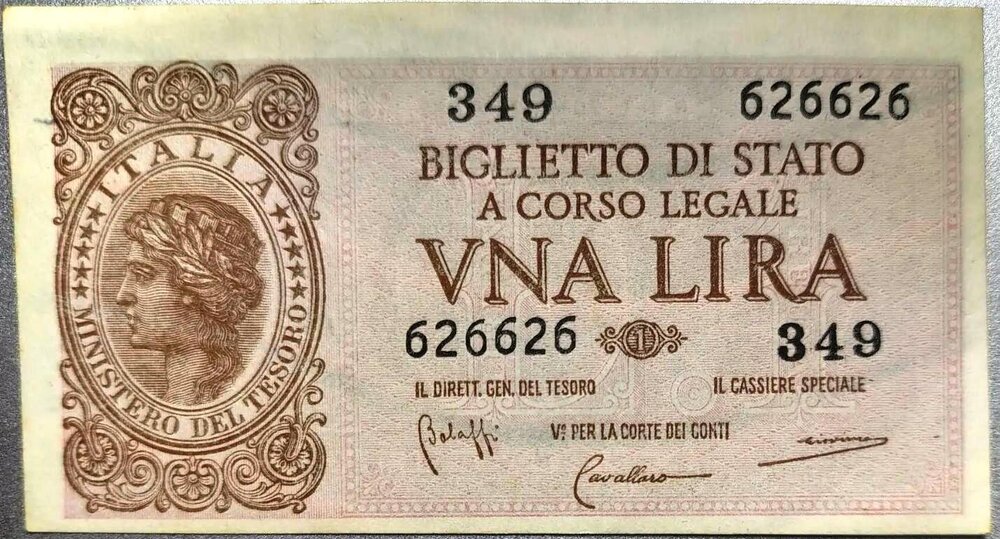 ITALIA
MINISTERO DEL TESORO
349 626626
BIGLIETTO DI STATO
A CORSO LEGALE
VNA LIRA
626626 1 349
IL DIRETT. GEN. DEL TESORO IL CASSIERE SPECIALE
Bolaffi Vº PER LA CORTE DEI CONTI
Cavallaro